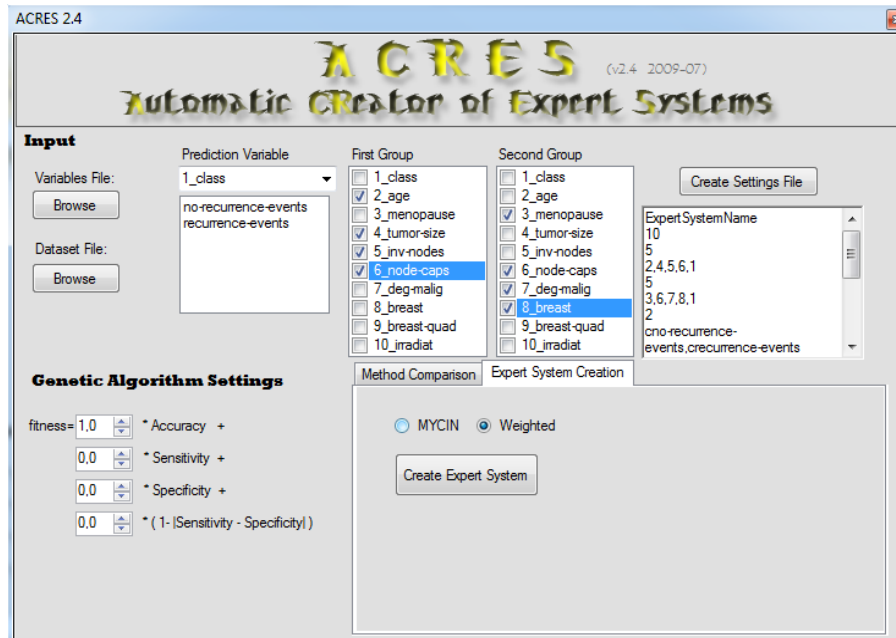 ACRES 2.4
ACRES (v2.4 2009-07)
Automatic CReator of Expert Systems
Input
Variables File:
Browse
Dataset File:
Browse
Prediction Variable
1_class
no-recurrence-events
recurrence-events
First Group
1_class
2_age
3_menopause
4_tumor-size
5_inv-nodes
6_node-caps
7_deg-malig
8_breast
9_breast-quad
10_irradiat
Second Group
1_class
2_age
3_menopause
4_tumor-size
5_inv-nodes
6_node-caps
7_deg-malig
8_breast
9_breast-quad
10_irradiat
Create Settings File
ExpertSystemName
10
5
2,4,5,6,1
5
3,6,7,8,1
2
cno-recurrence-
events,crecurrence-events
Genetic Algorithm Settings
fitness= 1,0 * Accuracy +
0,0 * Sensitivity +
0,0 * Specificity +
0,0 * ( 1- |Sensitivity - Specificity| )
Method Comparison
Expert System Creation
MYCIN
Weighted
Create Expert System